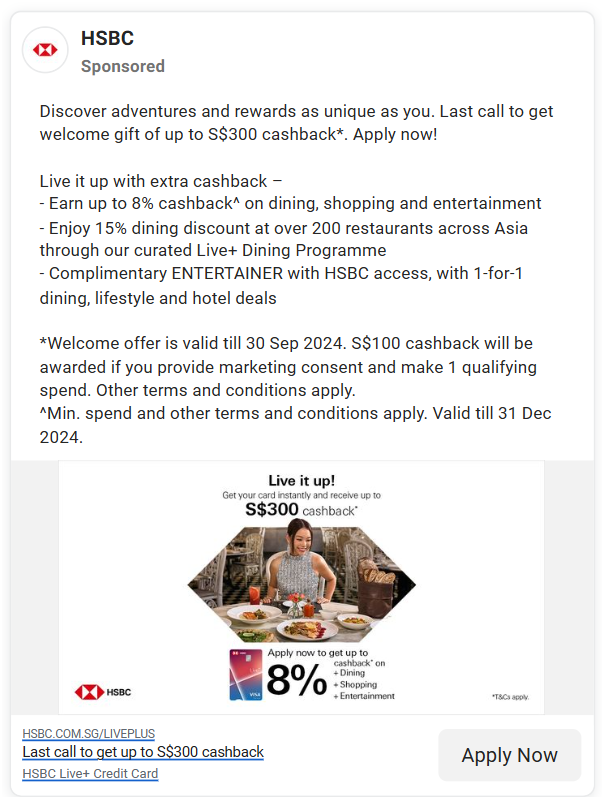 HSBC
Sponsored
Discover adventures and rewards as unique as you. Last call to get
welcome gift of up to S$300 cashback*. Apply now!
Live it up with extra cashback –
- Earn up to 8% cashback^ on dining, shopping and entertainment
- Enjoy 15% dining discount at over 200 restaurants across Asia
through our curated Live+ Dining Programme
- Complimentary ENTERTAINER with HSBC access, with 1-for-1
dining, lifestyle and hotel deals
*Welcome offer is valid till 30 Sep 2024. S$100 cashback will be
awarded if you provide marketing consent and make 1 qualifying
spend. Other terms and conditions apply.
^Min. spend and other terms and conditions apply. Valid till 31 Dec
2024.
Live it up!
Get your card instantly and receive up to
S$300 cashback*
Apply now to get up to
8% cashback* on
+ Dining
+ Shopping
+ Entertainment
VISA
HSBC
*T&Cs apply.
HSBC.COM.SG/LIVEPLUS
Last call to get up to S$300 cashback
HSBC Live+ Credit Card
Apply Now